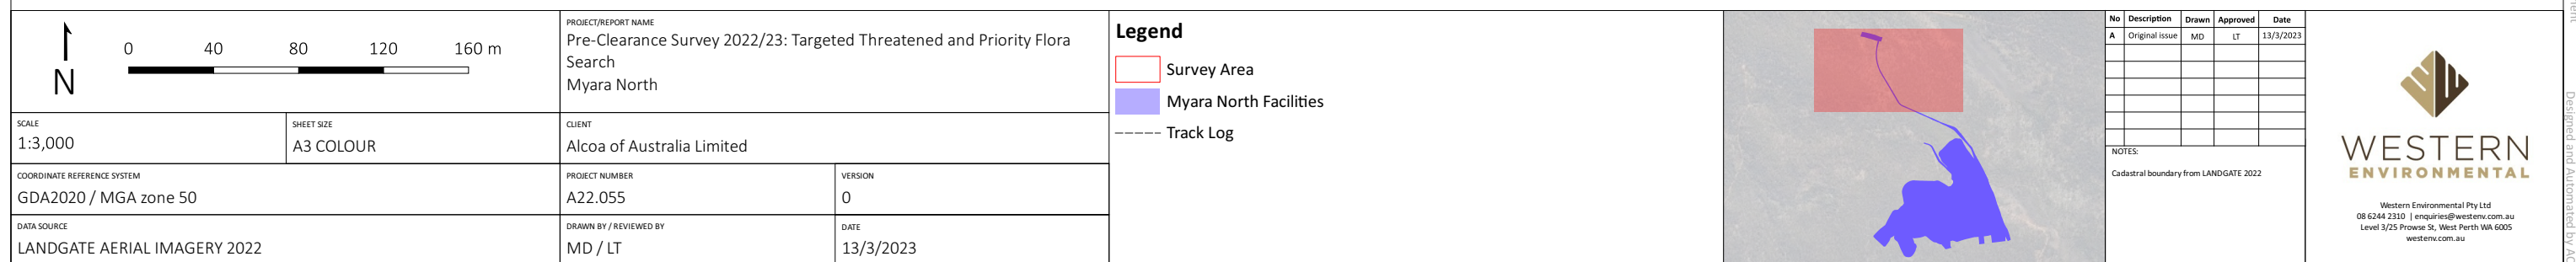 N
0 40 80 120 160 m
SCALE
1:3,000
SHEET SIZE
A3 COLOUR
COORDINATE REFERENCE SYSTEM
GDA2020 / MGA zone 50
DATA SOURCE
LANDGATE AERIAL IMAGERY 2022
PROJECT/REPORT NAME
Pre-Clearance Survey 2022/23: Targeted Threatened and Priority Flora
Search
Myara North
CLIENT
Alcoa of Australia Limited
PROJECT NUMBER
A22.055
VERSION
0
DRAWN BY / REVIEWED BY
MD / LT
DATE
13/3/2023
Legend
Survey Area
Myara North Facilities
Track Log
No Description Drawn Approved Date
A Original issue MD LT 13/3/2023
NOTES:
Cadastral boundary from LANDGATE 2022
WESTERN
ENVIRONMENTAL
Western Environmental Pty Ltd
08 6244 2310 | enquiries@westenv.com.au
Level 3/25 Prowse St, West Perth WA 6005
westenv.com.au
Designed and Automated by